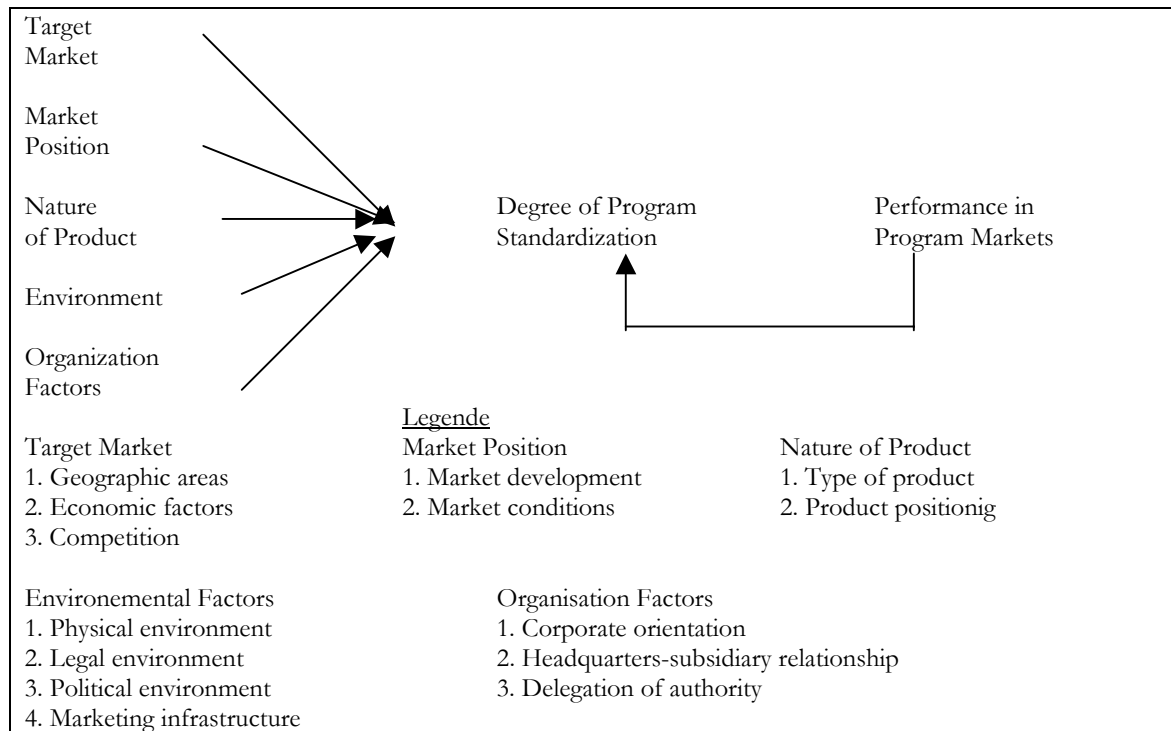 Target
Market
Market
Position
Nature
of Product
Degree of Program
Standardization
Performance in
Program Markets
Environment
Organization
Factors
Legende
Target Market
1. Geographic areas
2. Economic factors
3. Competition
Market Position
1. Market development
2. Market conditions
Nature of Product
1. Type of product
2. Product positionig
Environemental Factors
1. Physical environment
2. Legal environment
3. Political environment
4. Marketing infrastructure
Organisation Factors
1. Corporate orientation
2. Headquarters-subsidiary relationship
3. Delegation of authority